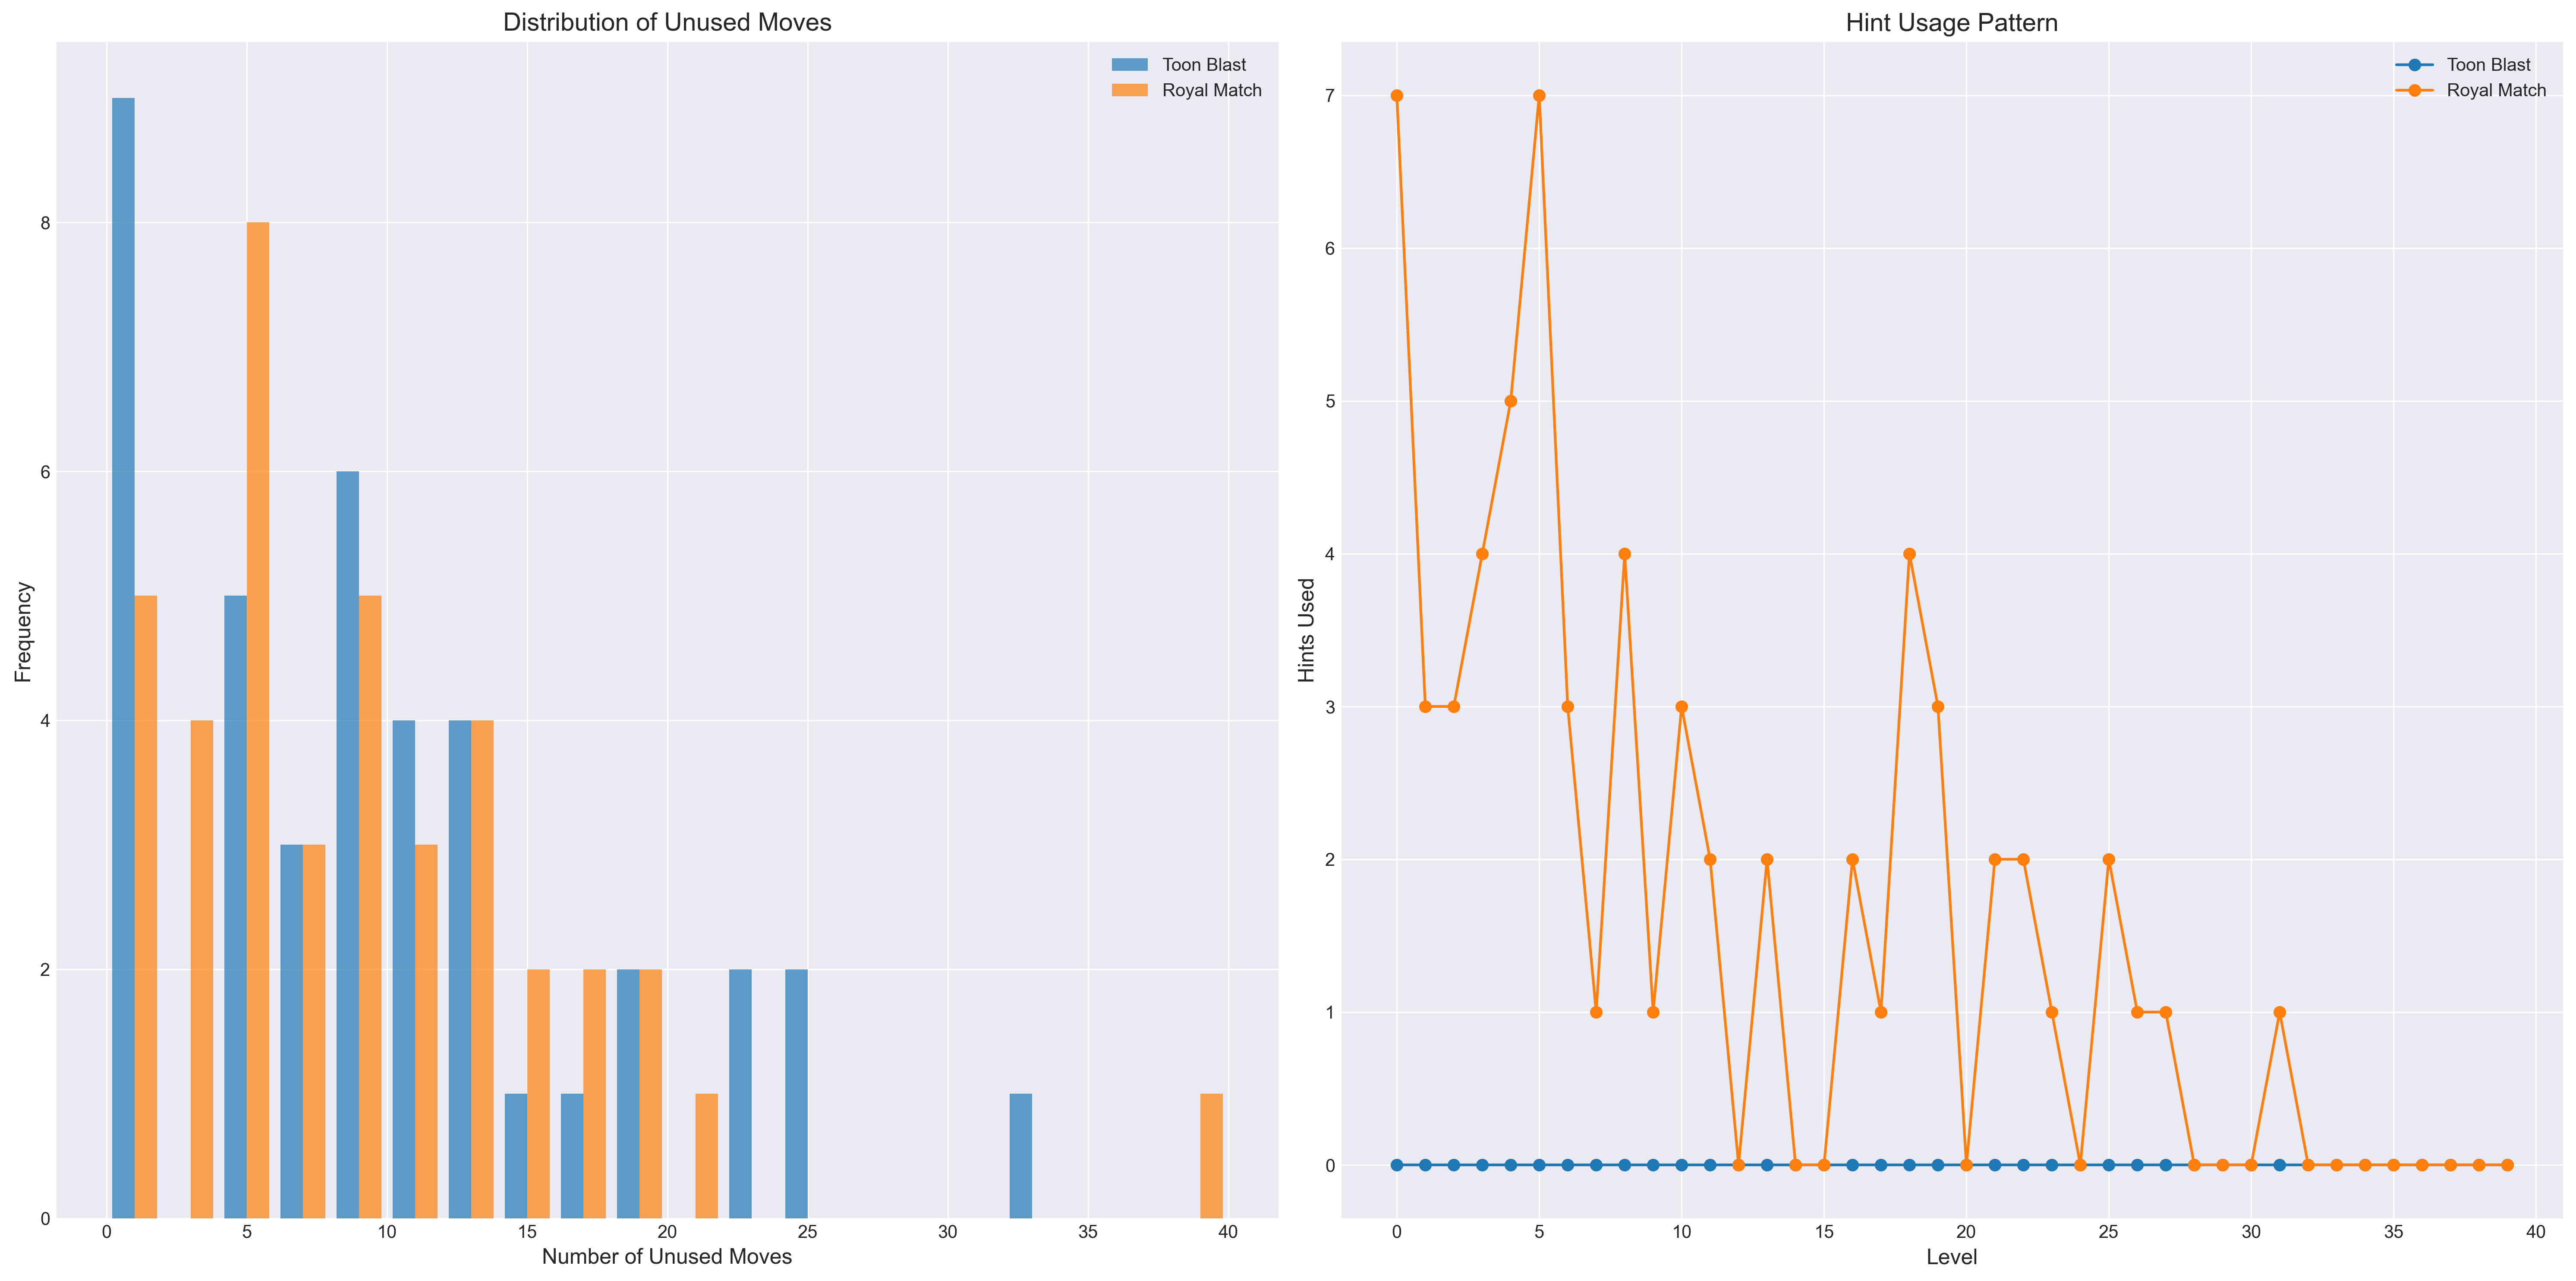 Distribution of Unused Moves
Toon Blast
Royal Match
Frequency
8
6
4
2
0
0 5 10 15 20 25 30 35 40
Number of Unused Moves
Hint Usage Pattern
Toon Blast
Royal Match
Hints Used
7
6
5
4
3
2
1
0
0 5 10 15 20 25 30 35 40
Level